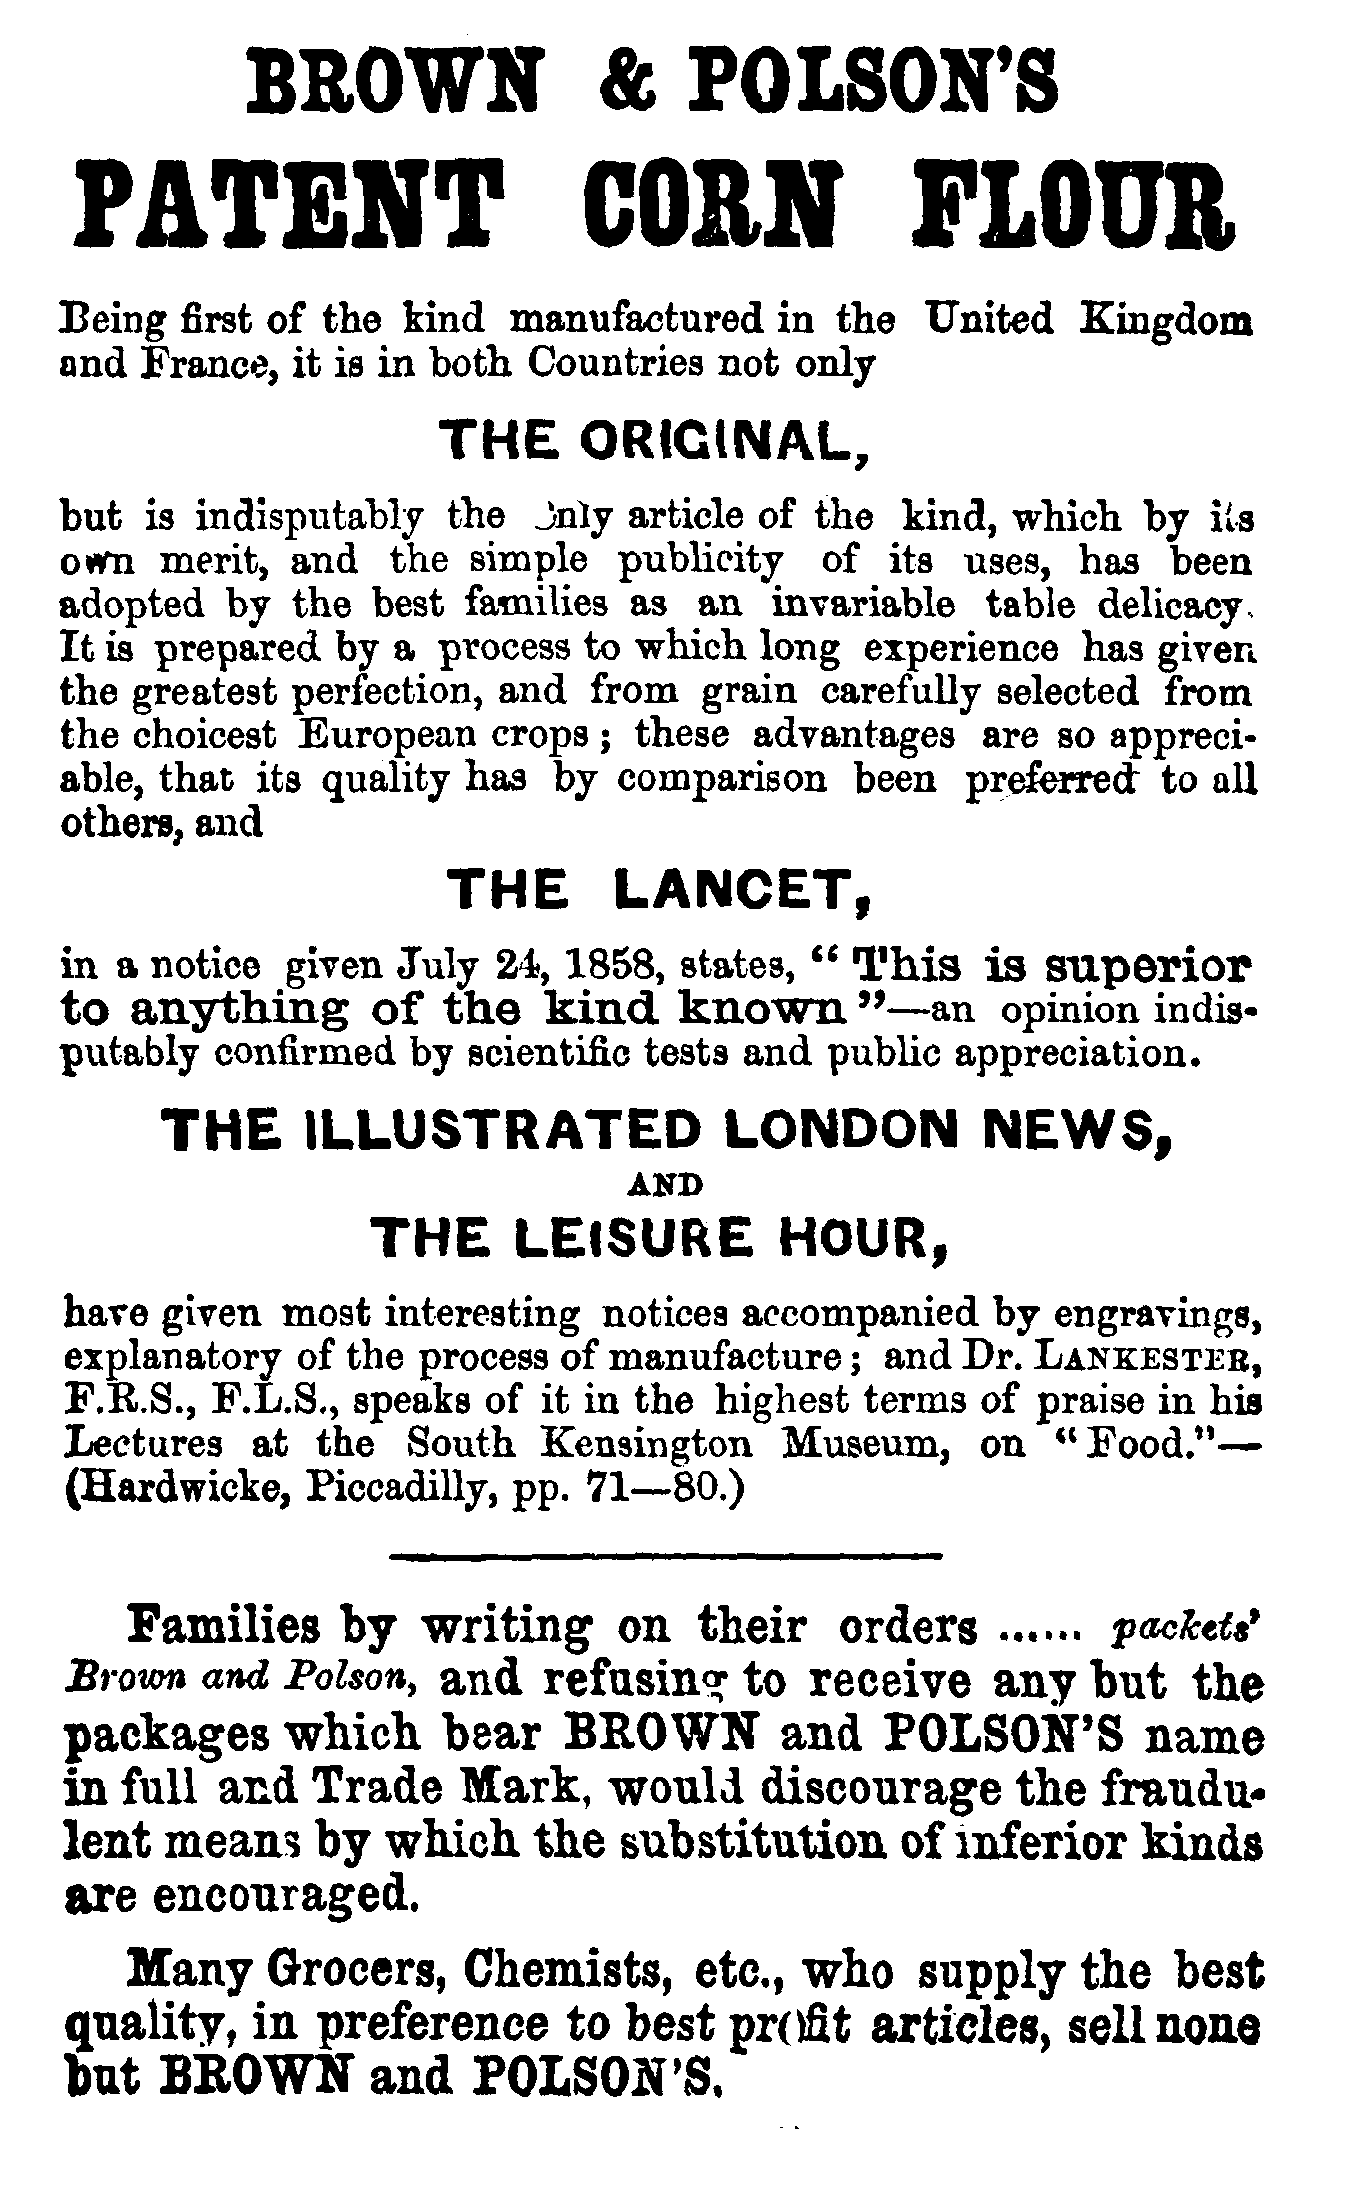 BROWN & POLSON'S
PATENT CORN FLOUR
Being first of the kind manufactured in the United Kingdom
and France, it is in both Countries not only
THE ORIGINAL,
but is indisputably the only article of the kind, which by its
own merit, and the simple publicity of its uses, has been
adopted by the best families as an invariable table delicacy.
It is prepared by a process to which long experience has given
the greatest perfection, and from grain carefully selected from
the choicest European crops; these advantages are so appreci-
able, that its quality has by comparison been preferred to all
others, and
THE LANCET,
in a notice given July 24, 1858, states, “This is superior
to anything of the kind known”—an opinion indis-
putably confirmed by scientific tests and public appreciation.
THE ILLUSTRATED LONDON NEWS,
AND
THE LEISURE HOUR,
have given most interesting notices accompanied by engravings,
explanatory of the process of manufacture; and Dr. LANKESTER,
F.R.S., F.L.S., speaks of it in the highest terms of praise in his
Lectures at the South Kensington Museum, on “Food.”—
(Hardwicke, Piccadilly, pp. 71—80.)
Families by writing on their orders ...... packets'
Brown and Polson, and refusing to receive any but the
packages which bear BROWN and POLSON'S name
in full and Trade Mark, would discourage the fraudu-
lent means by which the substitution of inferior kinds
are encouraged.
Many Grocers, Chemists, etc., who supply the best
quality, in preference to best profit articles, sell none
but BROWN and POLSON'S.